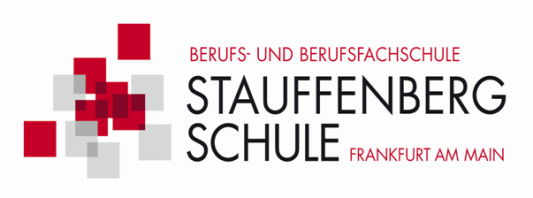 BERUFS- UND BERUFSFACHSCHULE
STAUFFENBERG
SCHULE FRANKFURT AM MAIN